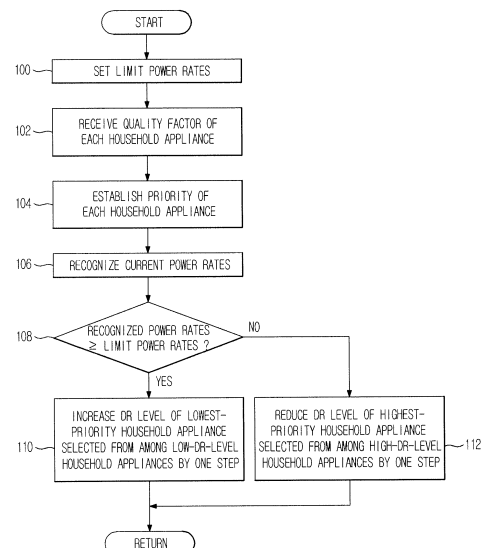 START
100
SET LIMIT POWER RATES
102
RECEIVE QUALITY FACTOR OF
EACH HOUSEHOLD APPLIANCE
104
ESTABLISH PRIORITY OF
EACH HOUSEHOLD APPLIANCE
106
RECOGNIZE CURRENT POWER RATES
108
RECOGNIZED POWER RATES
≥ LIMIT POWER RATES ?
NO
YES
110
INCREASE DR LEVEL OF LOWEST-
PRIORITY HOUSEHOLD APPLIANCE
SELECTED FROM AMONG LOW-DR-LEVEL
HOUSEHOLD APPLIANCES BY ONE STEP
REDUCE DR LEVEL OF HIGHEST-
PRIORITY HOUSEHOLD APPLIANCE
SELECTED FROM AMONG HIGH-DR-LEVEL
HOUSEHOLD APPLIANCES BY ONE STEP
112
RETURN